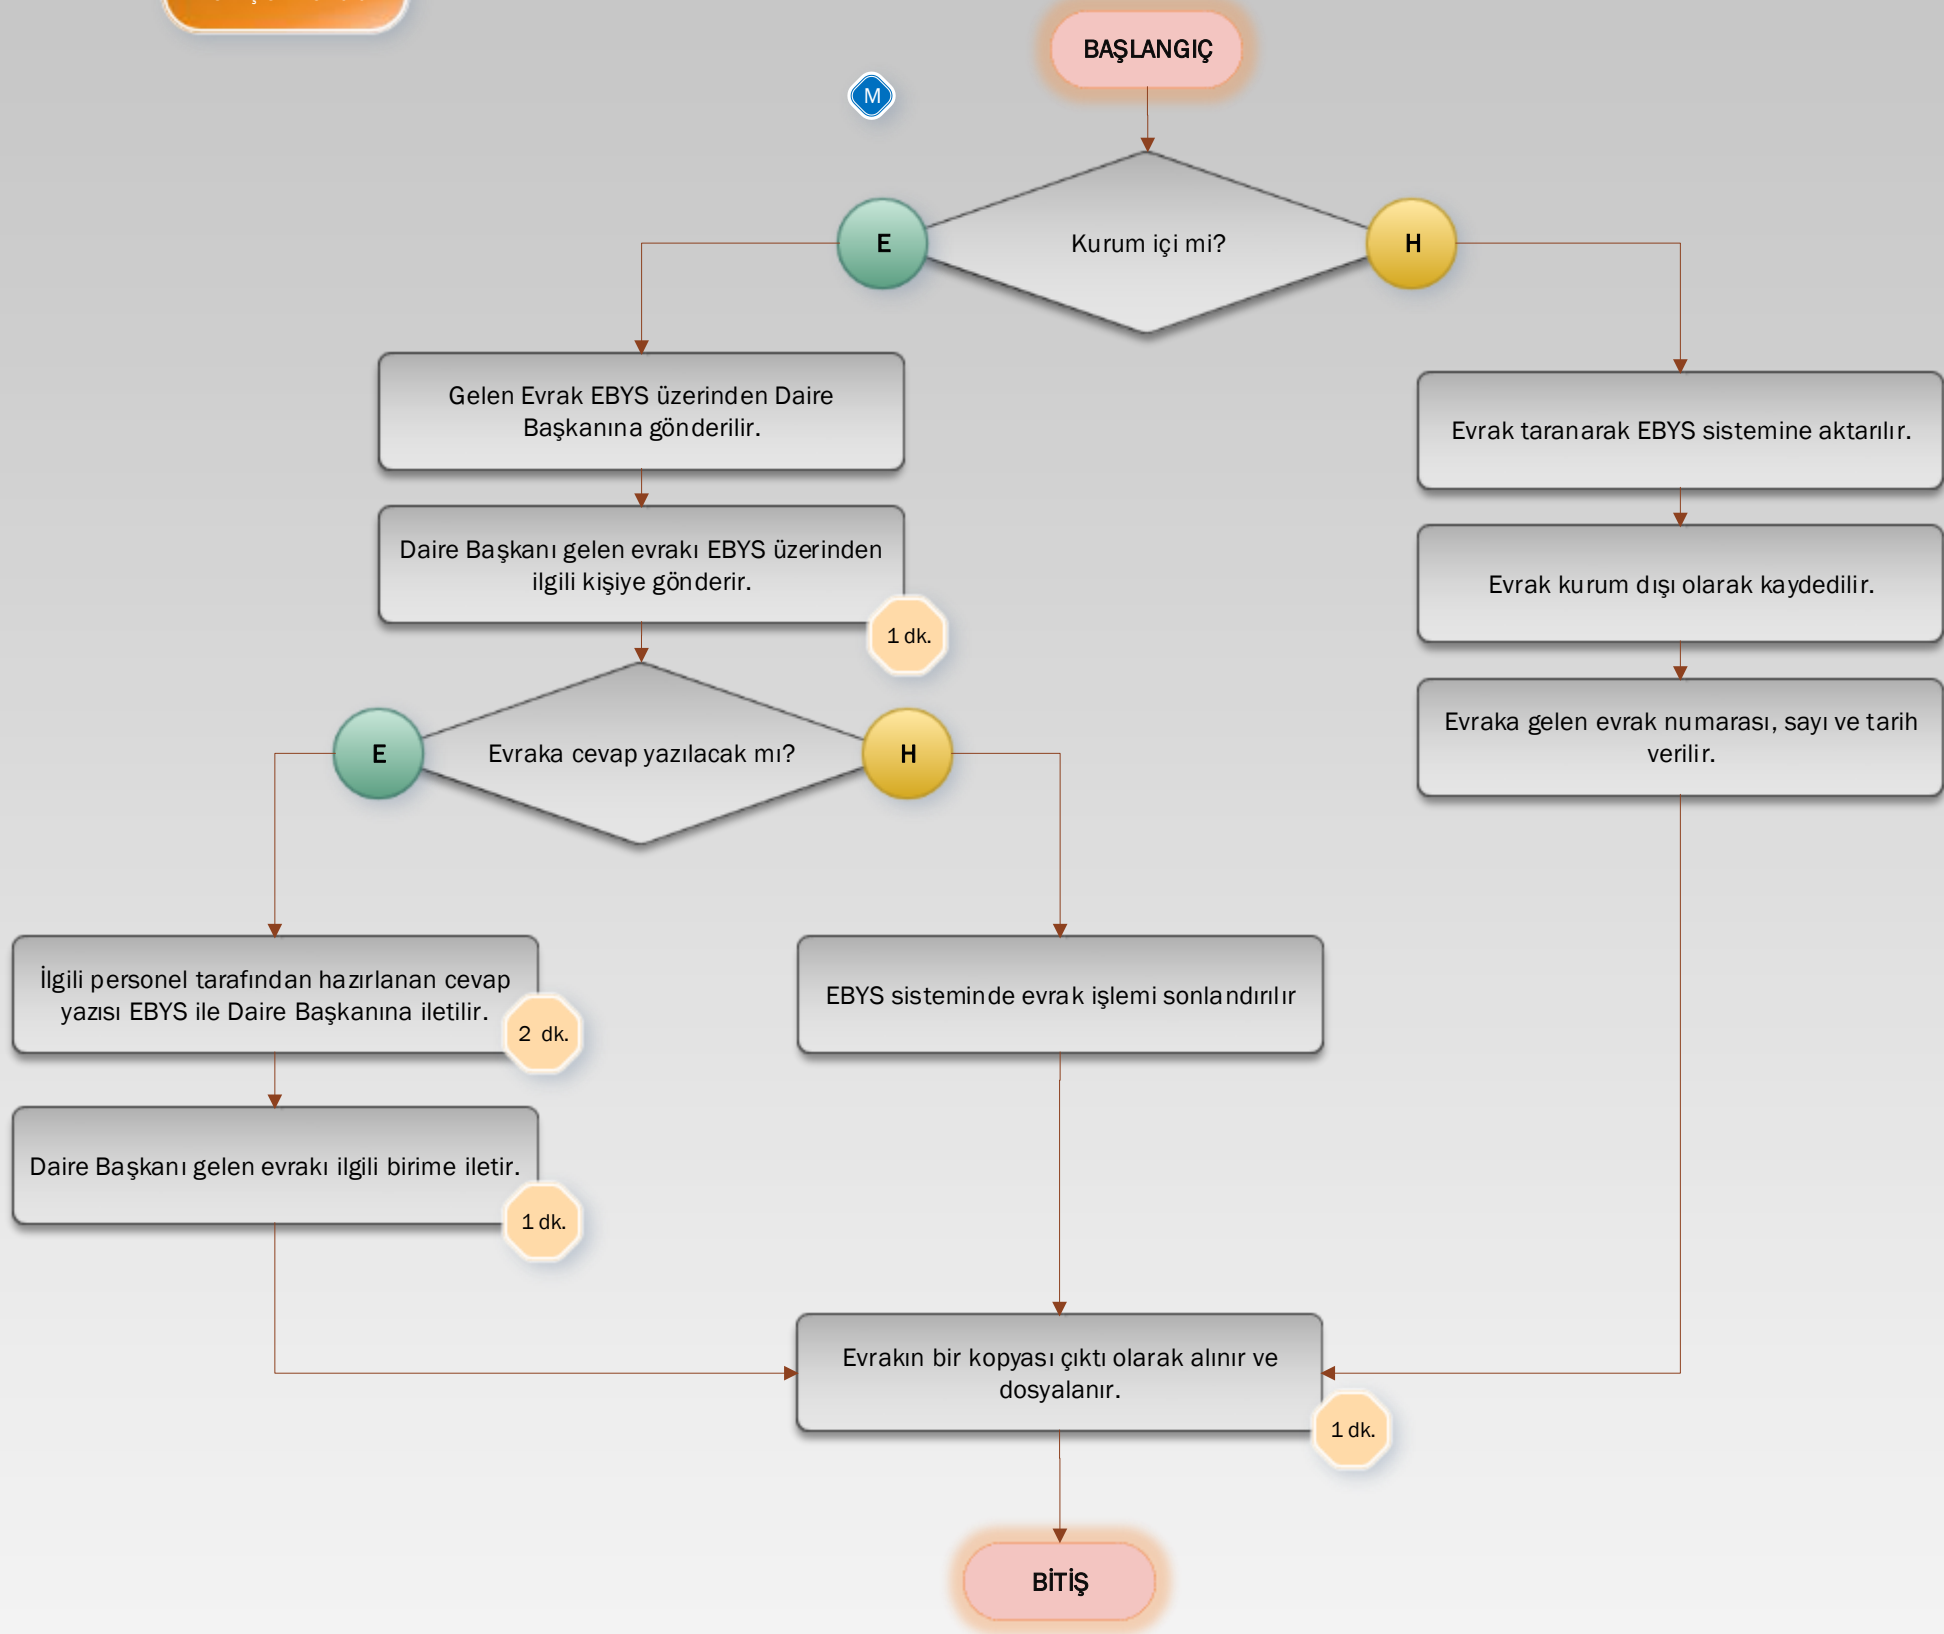 BAŞLANGIÇ
M
E
Kurum içi mi?
H
Gelen Evrak EBYS üzerinden Daire
Başkanına gönderilir.
Evrak taranarak EBYS sistemine aktarılır.
Daire Başkanı gelen evrakı EBYS üzerinden
ilgili kişiye gönderir.
1 dk.
Evrak kurum dışı olarak kaydedilir.
Evraka gelen evrak numarası, sayı ve tarih
verilir.
E
Evraka cevap yazılacak mı?
H
İlgili personel tarafından hazırlanan cevap
yazısı EBYS ile Daire Başkanına iletilir.
2 dk.
EBYS sisteminde evrak işlemi sonlandırılır
Daire Başkanı gelen evrakı ilgili birime iletir.
1 dk.
Evrakın bir kopyası çıktı olarak alınır ve
dosyalanır.
1 dk.
BİTİŞ